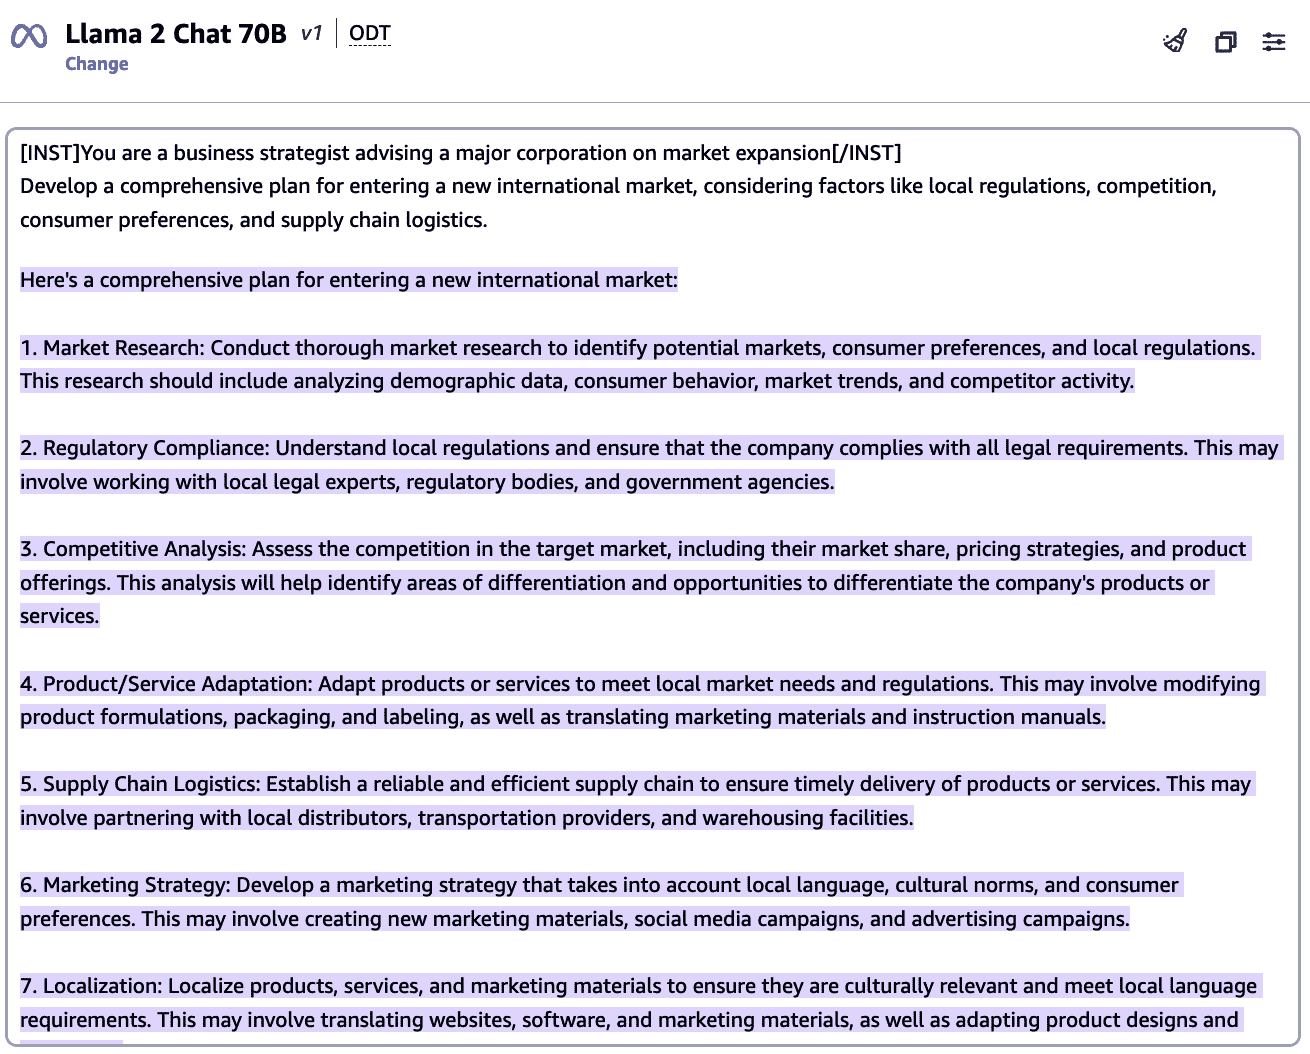 Llama 2 Chat 70B v1 ODT
Change
[INST]You are a business strategist advising a major corporation on market expansion[/INST]
Develop a comprehensive plan for entering a new international market, considering factors like local regulations, competition,
consumer preferences, and supply chain logistics.
Here's a comprehensive plan for entering a new international market:
1. Market Research: Conduct thorough market research to identify potential markets, consumer preferences, and local regulations.
This research should include analyzing demographic data, consumer behavior, market trends, and competitor activity.
2. Regulatory Compliance: Understand local regulations and ensure that the company complies with all legal requirements. This may
involve working with local legal experts, regulatory bodies, and government agencies.
3. Competitive Analysis: Assess the competition in the target market, including their market share, pricing strategies, and product
offerings. This analysis will help identify areas of differentiation and opportunities to differentiate the company's products or
services.
4. Product/Service Adaptation: Adapt products or services to meet local market needs and regulations. This may involve modifying
product formulations, packaging, and labeling, as well as translating marketing materials and instruction manuals.
5. Supply Chain Logistics: Establish a reliable and efficient supply chain to ensure timely delivery of products or services. This may
involve partnering with local distributors, transportation providers, and warehousing facilities.
6. Marketing Strategy: Develop a marketing strategy that takes into account local language, cultural norms, and consumer
preferences. This may involve creating new marketing materials, social media campaigns, and advertising campaigns.
7. Localization: Localize products, services, and marketing materials to ensure they are culturally relevant and meet local language
requirements. This may involve translating websites, software, and marketing materials, as well as adapting product designs and